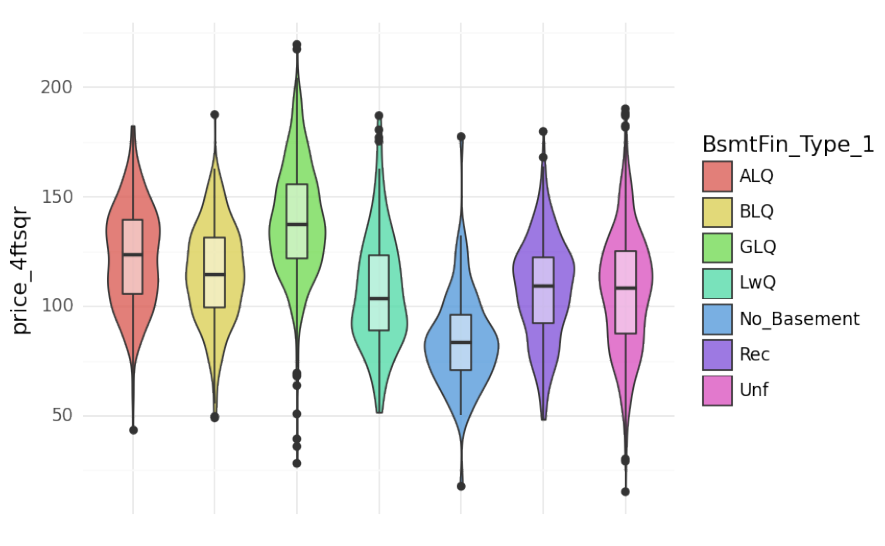 200
150
100
50
price_4ftsqr
BsmtFin_Type_1
ALQ
BLQ
GLQ
LwQ
No_Basement
Rec
Unf